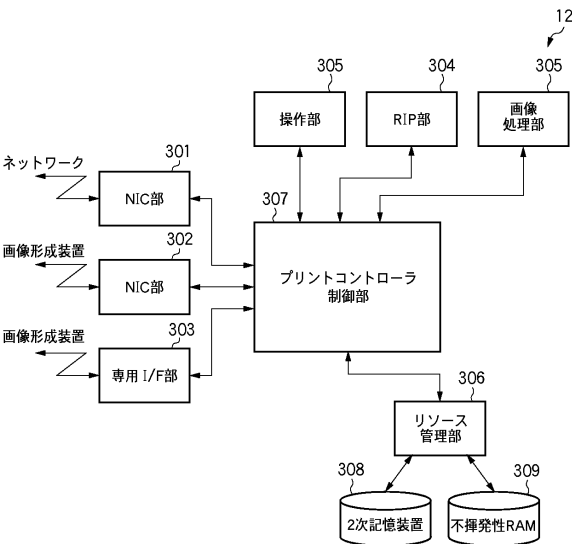 12
305
304
305
操作部
RIP部
画像
処理部
ネットワーク
301
NIC部
307
画像形成装置
302
NIC部
プリントコントローラ
制御部
画像形成装置
303
専用 I/F部
306
リソース
管理部
308
309
2次記憶装置
不揮発性RAM